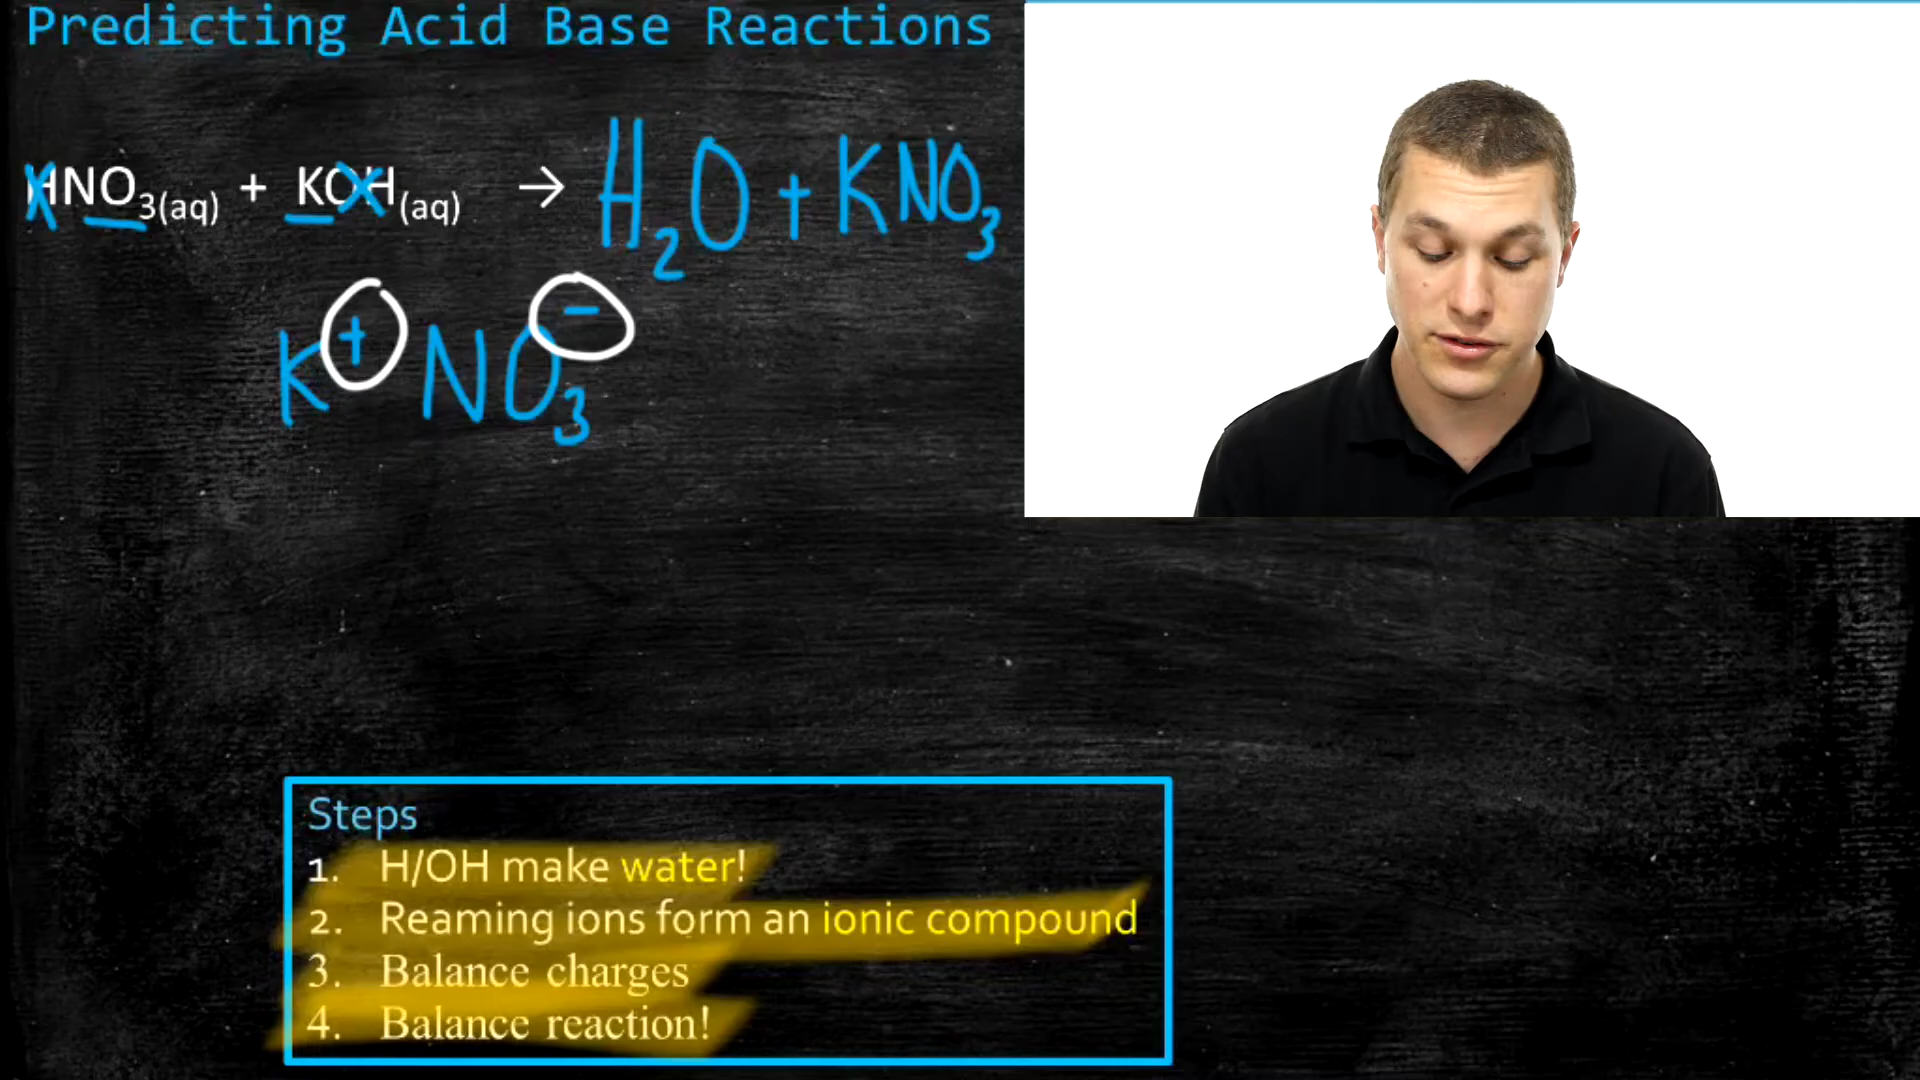 Predicting Acid Base Reactions
HNO₃(aq) + KOH(aq) → H₂O + KNO₃
K⁺ NO₃⁻
Steps
1. H/OH make water!
2. Reaming ions form an ionic compound
3. Balance charges
4. Balance reaction!